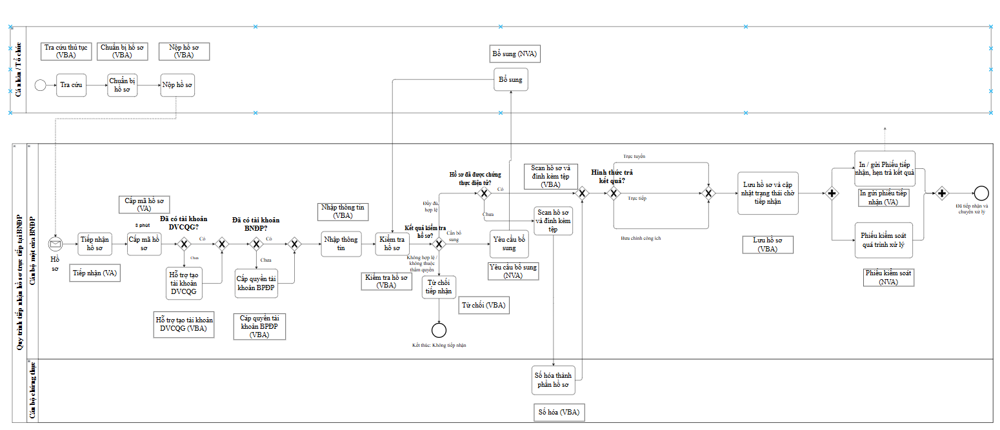 Cá nhân / Tổ chức
Tra cứu thủ tục
(VBA)
Chuẩn bị hồ sơ
(VBA)
Nộp hồ sơ
(VBA)
Tra cứu
Chuẩn bị
hồ sơ
Nộp hồ sơ
Bổ sung (NVA)
Bổ sung
Quy trình tiếp nhận hồ sơ trực tiếp tại BNĐP
Cán bộ một cửa BNĐP
Hồ
sơ
Tiếp nhận
hồ sơ
Tiếp nhận (VA)
Cấp mã hồ sơ
(VA)
3 phút
Cấp mã hồ
sơ
Đã có tài khoản
DVCQG?
Có
Chưa
Hỗ trợ tạo
tài khoản
DVCQG
Hỗ trợ tạo tài khoản
DVCQG (VBA)
Đã có tài khoản
BNĐP?
Có
Chưa
Cấp quyền tài
khoản BPĐP
Cáp quyền tài
khoản BPĐP
(VBA)
Nhập thông tin
(VBA)
Nhập thông
tin
Kiểm tra
hồ sơ
Kiểm tra hồ sơ
(VBA)
Kết quả kiểm tra
hồ sơ?
Đầy đủ,
hợp lệ
Cần bổ
sung
Không hợp lệ /
không thuộc
thẩm quyền
Từ chối
tiếp nhận
Từ chối (VBA)
Kết thúc: Không tiếp nhận
Hồ sơ đã được chứng
thực điện tử?
Có
Chưa
Yêu cầu bổ
sung
Yêu cầu bổ sung
(NVA)
Scan hồ sơ và
đính kèm tệp
(VBA)
Scan hồ sơ
và đính kèm
tệp
Hình thức trả
kết quả?
Trực tuyến
Trực tiếp
Bưu chính công ích
Lưu hồ sơ và cập
nhật trạng thái chờ
tiếp nhận
Lưu hồ sơ
(VBA)
In / gửi Phiếu tiếp
nhận, hẹn trả kết quả
In gửi phiếu tiếp
nhận (VA)
Phiếu kiểm soát
quá trình xử lý
Phiếu kiểm soát
(NVA)
Đã tiếp nhận và
chuyển xử lý
Cán bộ chứng thực
Số hóa thành
phần hồ sơ
Số hóa (VBA)